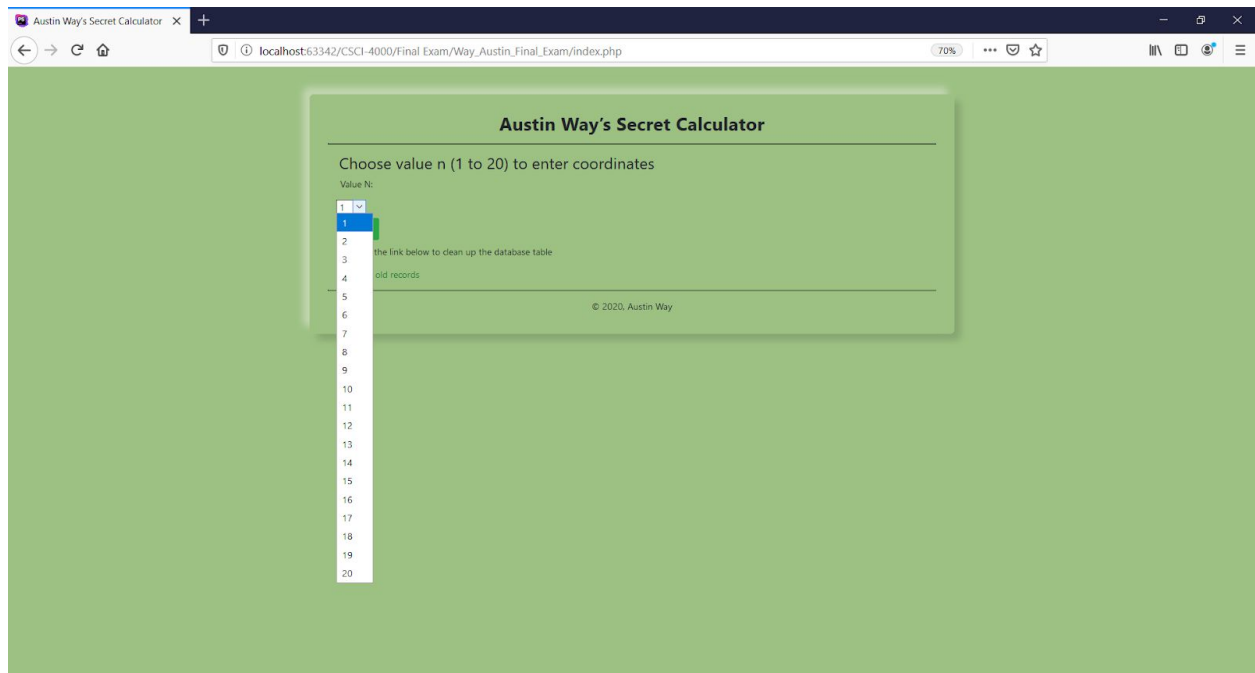 Austin Way's Secret Calculator
localhost:63342/CSCI-4000/Final Exam/Way_Austin_Final_Exam/index.php
70%
Austin Way's Secret Calculator
Choose value n (1 to 20) to enter coordinates
Value N:
1
1
2
the link below to clean up the database table
3
old records
4
5
© 2020, Austin Way
6
7
8
9
10
11
12
13
14
15
16
17
18
19
20